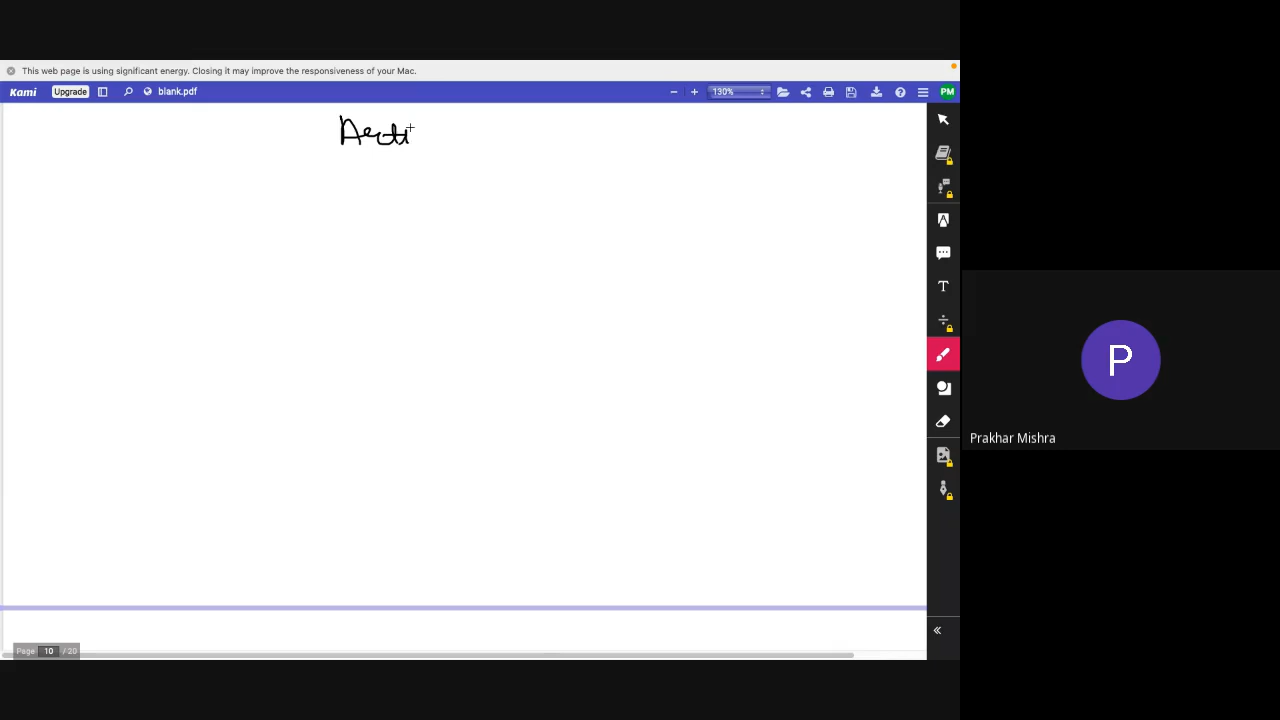 This web page is using significant energy. Closing it may improve the responsiveness of your Mac.
Kami Upgrade blank.pdf 130% PM
T
P
Prakhar Mishra
Page 10 / 20